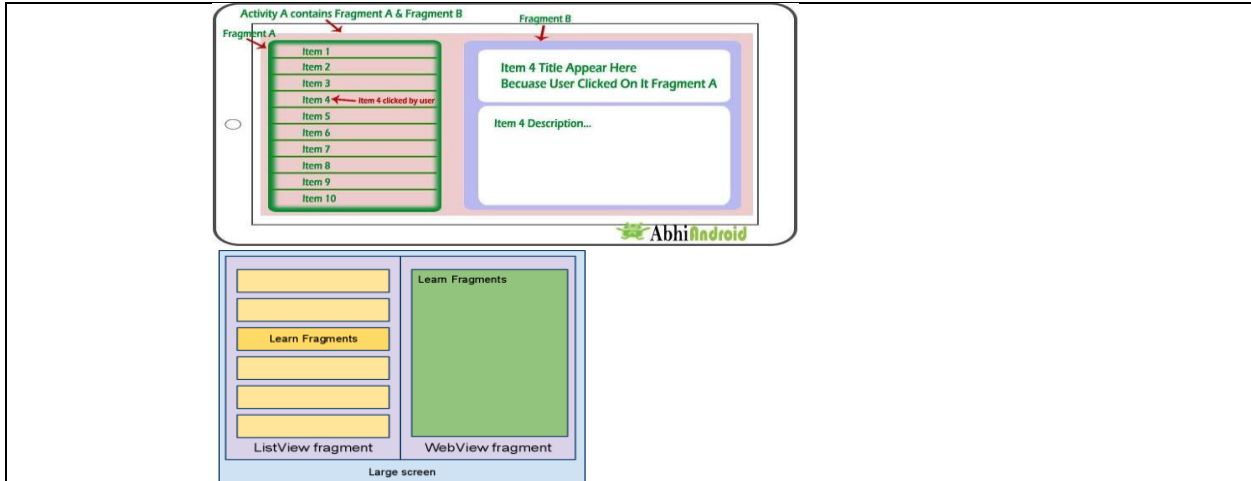 Activity A contains Fragment A & Fragment B
Fragment B
Fragment A
Item 1
Item 2
Item 3
Item 4
Item 4 clicked by user
Item 5
Item 6
Item 7
Item 8
Item 9
Item 10
Item 4 Title Appear Here
Becuase User Clicked On It Fragment A
Item 4 Description...
AbhiAndroid
Learn Fragments
Learn Fragments
ListView fragment
WebView fragment
Large screen